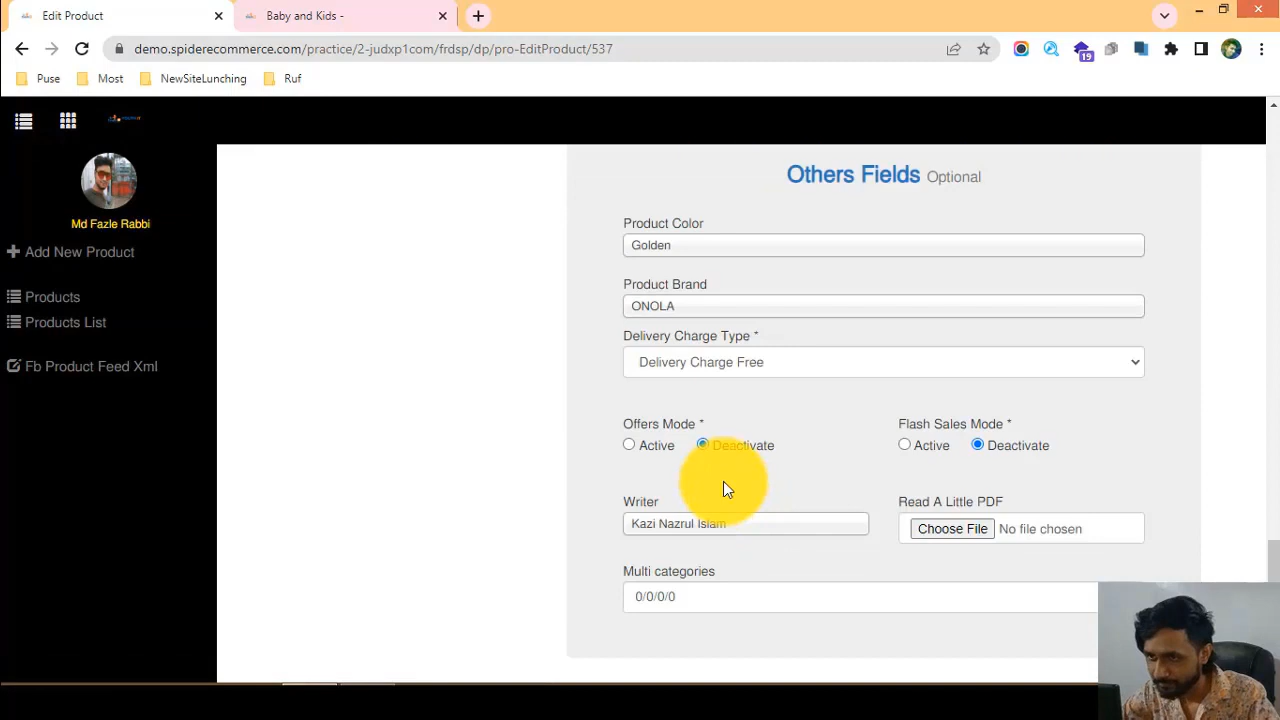 Edit Product
Baby and Kids -
demo.spiderecommerce.com/practice/2-judxp1com/frdsp/dp/pro-EditProduct/537
19
Puse
Most
NewSiteLunching
Ruf
Md Fazle Rabbi
Add New Product
Products
Products List
Fb Product Feed Xml
Others Fields Optional
Product Color
Golden
Product Brand
ONOLA
Delivery Charge Type *
Delivery Charge Free
Offers Mode *
Active Deactivate
Flash Sales Mode *
Active Deactivate
Writer
Kazi Nazrul Islam
Read A Little PDF
Choose File No file chosen
Multi categories
0/0/0/0